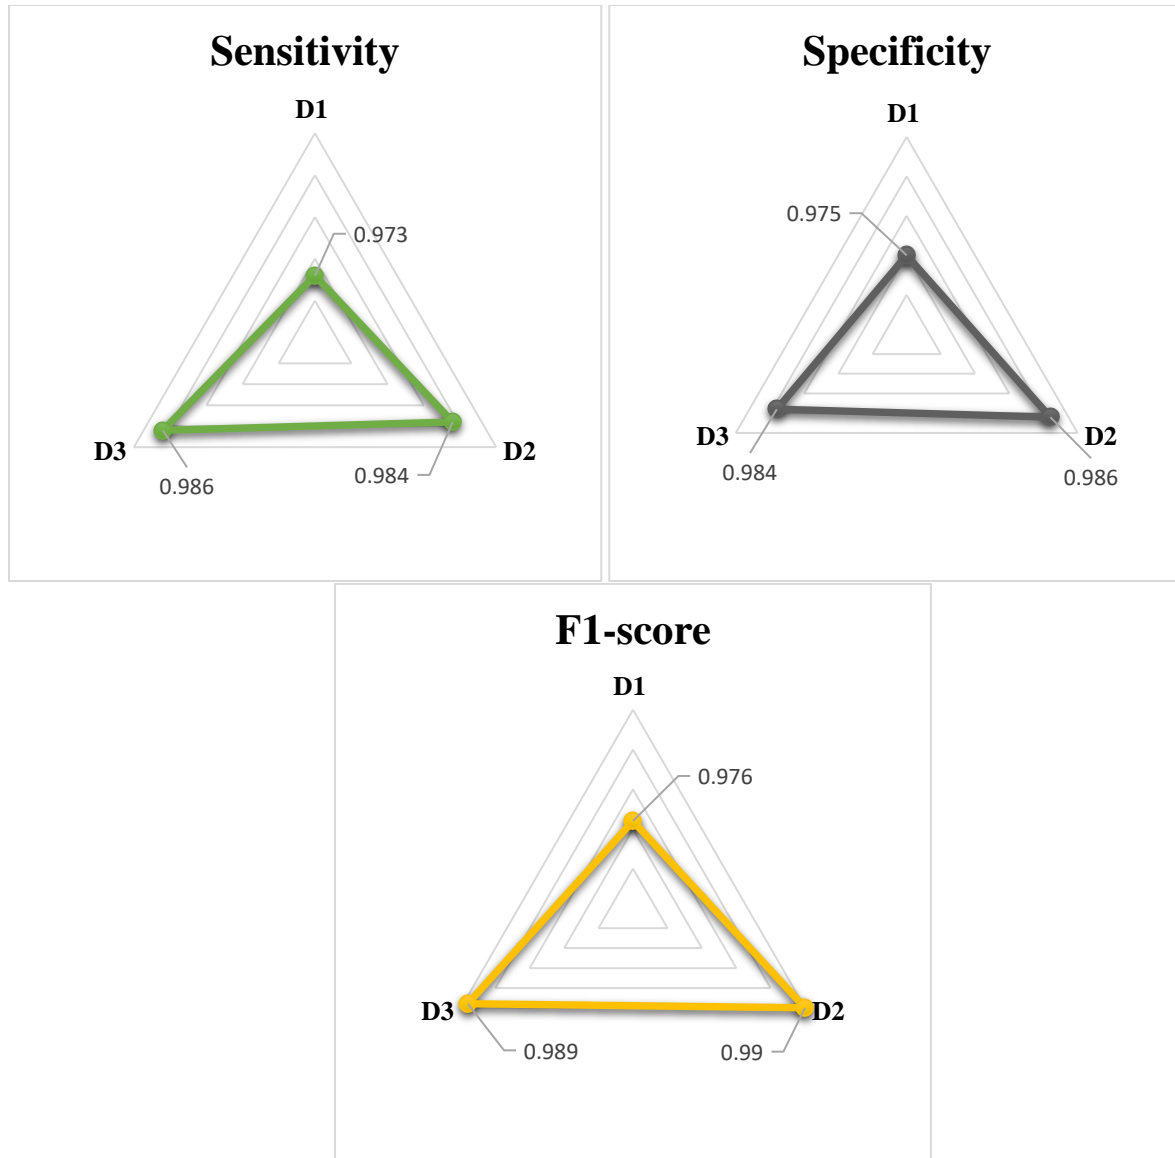 Sensitivity
D1
0.973
D3
D2
0.986
0.984
Specificity
D1
0.975
D3
D2
0.984
0.986
F1-score
D1
0.976
D3
D2
0.989
0.99